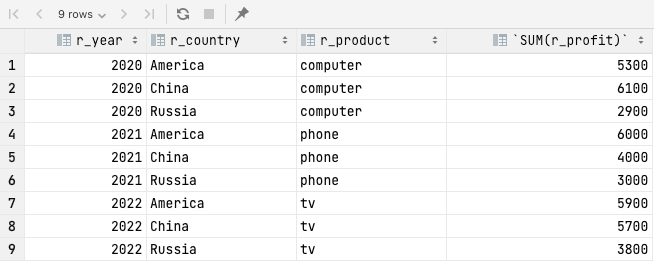 9 rows
r_year r_country r_product `SUM(r_profit)`
1 2020 America computer 5300
2 2020 China computer 6100
3 2020 Russia computer 2900
4 2021 America phone 6000
5 2021 China phone 4000
6 2021 Russia phone 3000
7 2022 America tv 5900
8 2022 China tv 5700
9 2022 Russia tv 3800